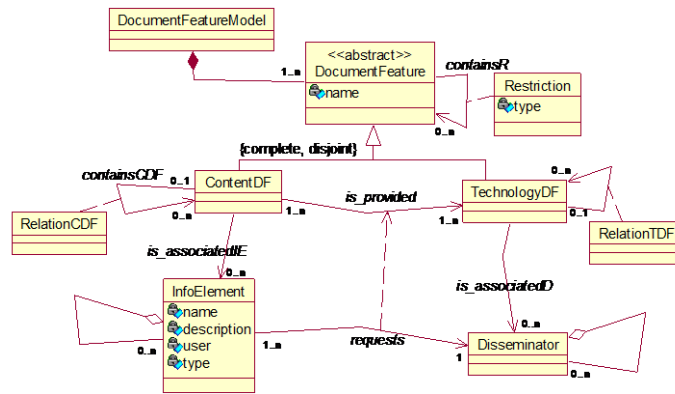 DocumentFeatureModel
<<abstract>>
DocumentFeature
name
1..n
containsR
0..n
Restriction
type
{complete, disjoint}
containsCDF
0..1
0..n
ContentDF
1..n
is_provided
1..n
TechnologyDF
0..n
0..1
RelationCDF
RelationTDF
is_associatedIE
0..n
is_associatedD
0..n
InfoElement
name
description
user
type
0..n
1..n
requests
1
Disseminator
0..n